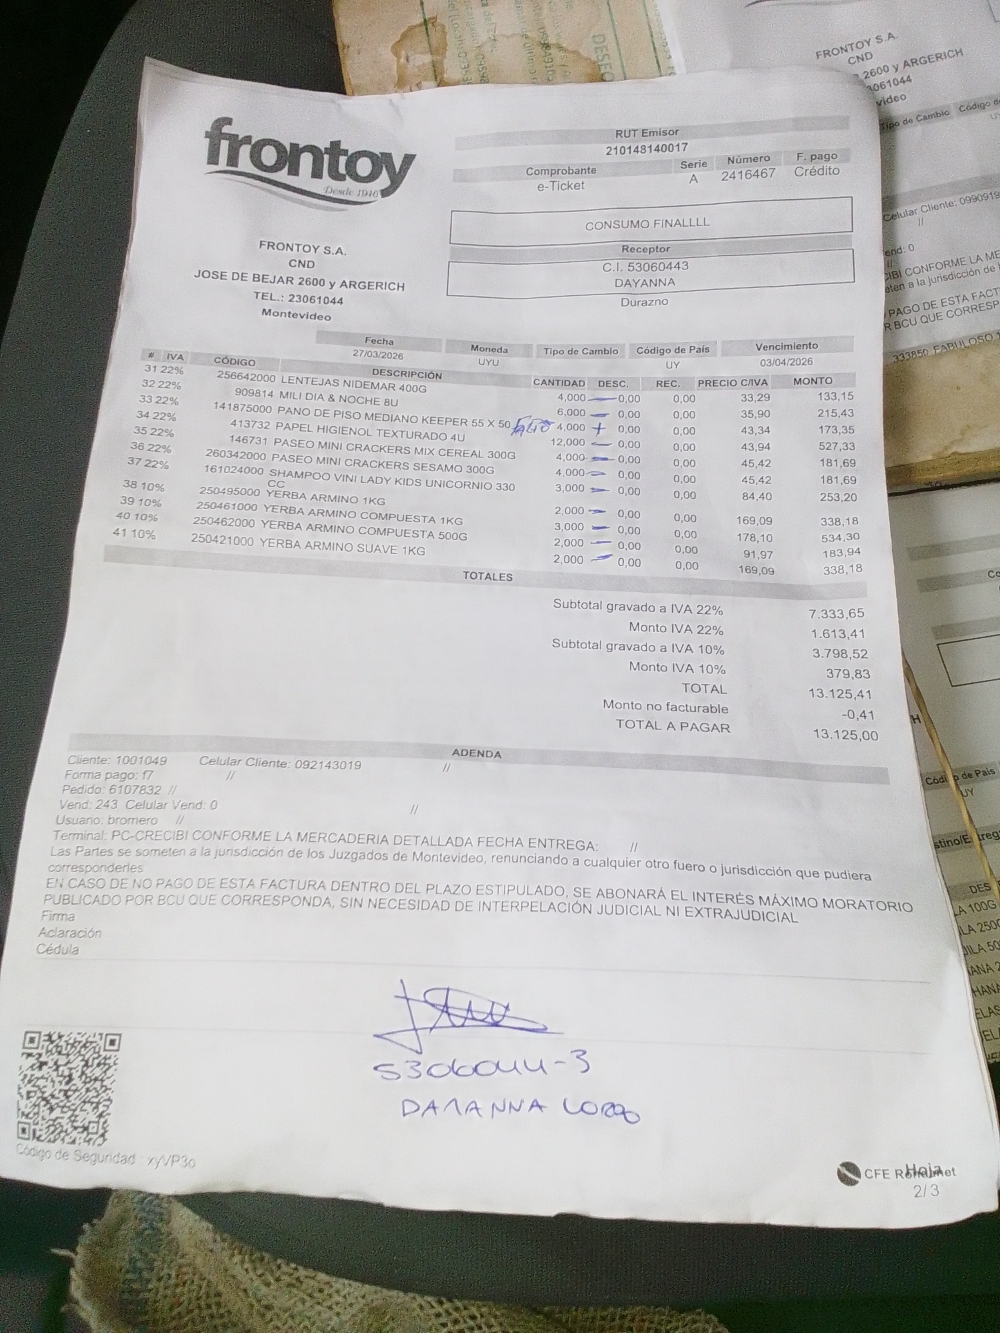 frontoy
Desde 1946
RUT Emisor
210148140017
Comprobante Serie Número F. pago
e-Ticket A 2416467 Crédito
CONSUMO FINALLLL
Receptor
C.I. 53060443
DAYANNA
Durazno
FRONTOY S.A.
CND
JOSE DE BEJAR 2600 y ARGERICH
TEL.: 23061044
Montevideo
Fecha Moneda Tipo de Cambio Código de País Vencimiento
27/03/2026 UYU UY 03/04/2026
# IVA CÓDIGO DESCRIPCIÓN CANTIDAD DESC. REC. PRECIO C/IVA MONTO
31 22% 256642000 LENTEJAS NIDEMAR 400G 4,000 0,00 0,00 33,29 133,15
32 22% 909814 MILI DIA & NOCHE 8U 6,000 0,00 0,00 35,90 215,43
33 22% 141875000 PANO DE PISO MEDIANO KEEPER 55 X 50 4,000 + 0,00 0,00 43,34 173,35
34 22% 413732 PAPEL HIGIENOL TEXTURADO 4U 12,000 0,00 0,00 43,94 527,33
35 22% 146731 PASEO MINI CRACKERS MIX CEREAL 300G 4,000 0,00 0,00 45,42 181,69
36 22% 260342000 PASEO MINI CRACKERS SESAMO 300G 4,000 0,00 0,00 45,42 181,69
37 22% 161024000 SHAMPOO VINI LADY KIDS UNICORNIO 330 CC 3,000 0,00 0,00 84,40 253,20
38 10% 250495000 YERBA ARMINO 1KG 2,000 0,00 0,00 169,09 338,18
39 10% 250461000 YERBA ARMINO COMPUESTA 1KG 3,000 0,00 0,00 178,10 534,30
40 10% 250462000 YERBA ARMINO COMPUESTA 500G 2,000 0,00 0,00 91,97 183,94
41 10% 250421000 YERBA ARMINO SUAVE 1KG 2,000 0,00 0,00 169,09 338,18
TOTALES
Subtotal gravado a IVA 22% 7.333,65
Monto IVA 22% 1.613,41
Subtotal gravado a IVA 10% 3.798,52
Monto IVA 10% 379,83
TOTAL 13.125,41
Monto no facturable -0,41
TOTAL A PAGAR 13.125,00
ADENDA
Cliente: 1001049 Celular Cliente: 092143019 //
Forma pago: f7 //
Pedido: 6107832 //
Vend: 243 Celular Vend: 0 //
Usuario: bromero //
Terminal: PC-CRECIBI CONFORME LA MERCADERIA DETALLADA FECHA ENTREGA: //
Las Partes se someten a la jurisdicción de los Juzgados de Montevideo, renunciando a cualquier otro fuero o jurisdicción que pudiera
corresponderles
EN CASO DE NO PAGO DE ESTA FACTURA DENTRO DEL PLAZO ESTIPULADO, SE ABONARÁ EL INTERÉS MÁXIMO MORATORIO
PUBLICADO POR BCU QUE CORRESPONDA, SIN NECESIDAD DE INTERPELACIÓN JUDICIAL NI EXTRAJUDICIAL
Firma
Aclaración
Cédula
5306044-3
DAYANNA
Código de Seguridad : xyVP3o
CFE
Hoja
2/3
FRONTOY S.A.
CND
2600 y ARGERICH
Tipo de Cambio
Celular Cliente:
//
333850 FABULOSO